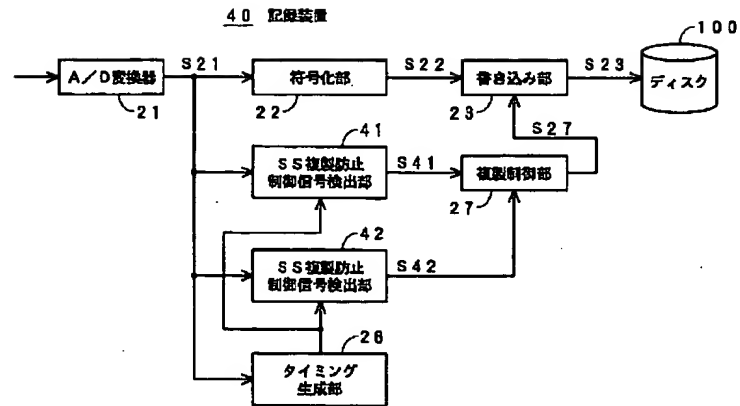 40 記録装置
100
A/D変換器
S21
符号化部
S22
書き込み部
S23
ディスク
21
22
23
S27
41
SS複製防止
制御信号検出部
S41
複製制御部
27
42
SS複製防止
制御信号検出部
S42
26
タイミング
生成部